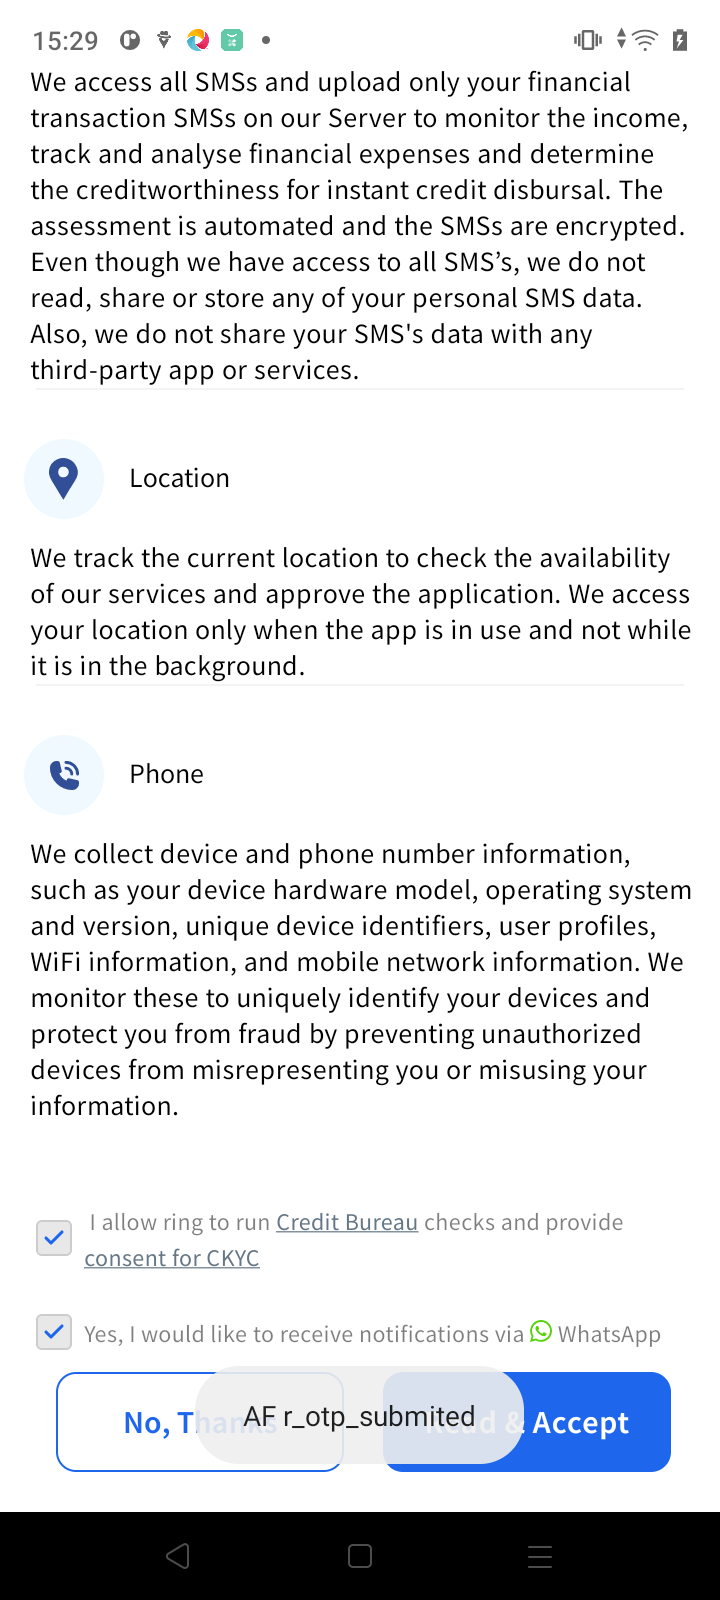 15:29
We access all SMSs and upload only your financial
transaction SMSs on our Server to monitor the income,
track and analyse financial expenses and determine
the creditworthiness for instant credit disbursal. The
assessment is automated and the SMSs are encrypted.
Even though we have access to all SMS’s, we do not
read, share or store any of your personal SMS data.
Also, we do not share your SMS's data with any
third-party app or services.
Location
We track the current location to check the availability
of our services and approve the application. We access
your location only when the app is in use and not while
it is in the background.
Phone
We collect device and phone number information,
such as your device hardware model, operating system
and version, unique device identifiers, user profiles,
WiFi information, and mobile network information. We
monitor these to uniquely identify your devices and
protect you from fraud by preventing unauthorized
devices from misrepresenting you or misusing your
information.
I allow ring to run Credit Bureau checks and provide
consent for CKYC
Yes, I would like to receive notifications via WhatsApp
No, Thanks
AF r_otp_submited
Read & Accept